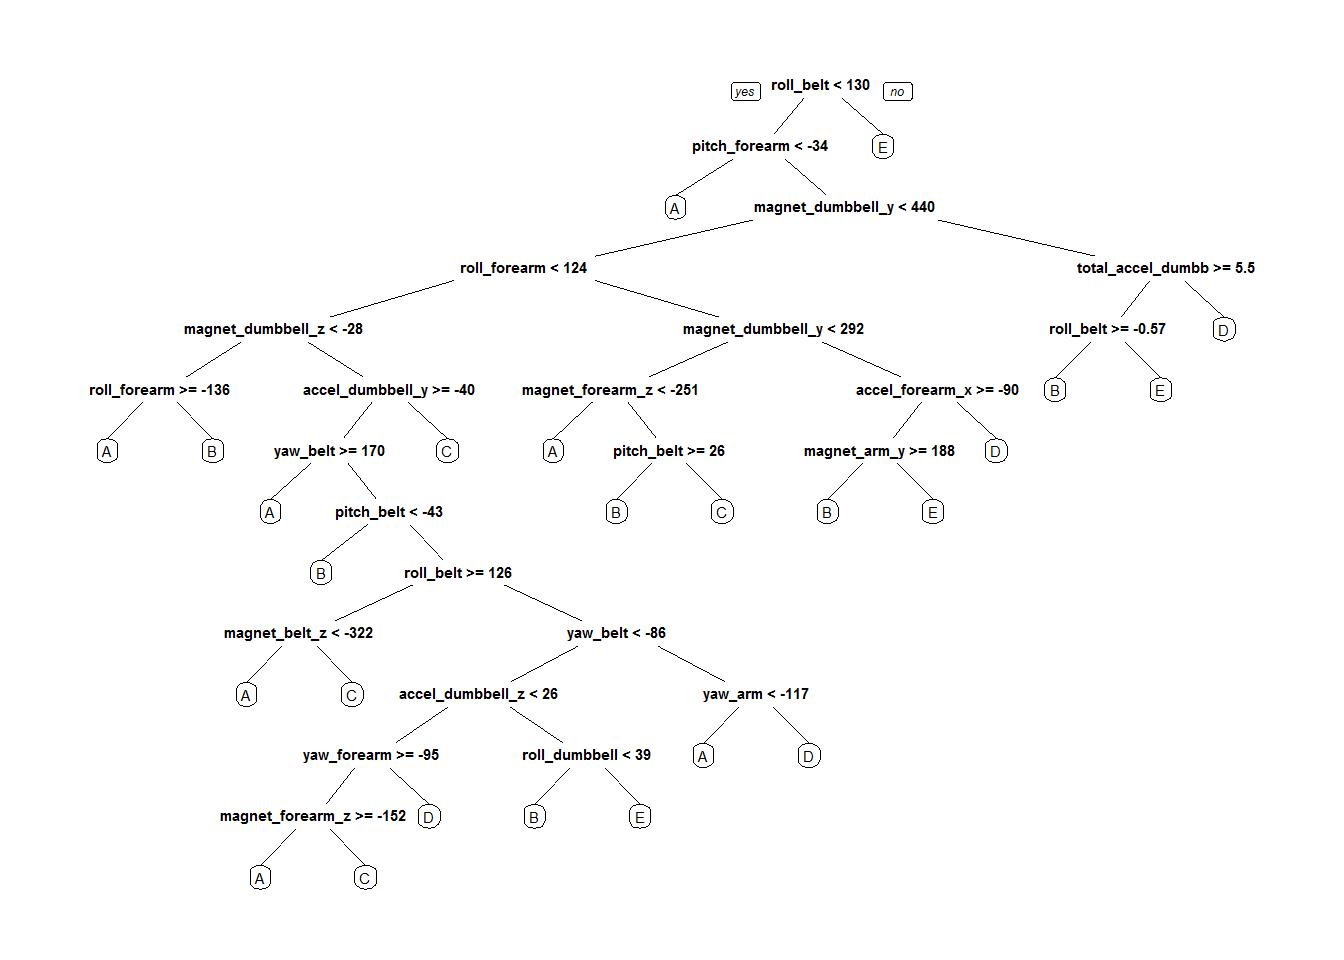 yes roll_belt < 130 no
pitch_forearm < -34 E
A magnet_dumbbell_y < 440
roll_forearm < 124 total_accel_dumbb >= 5.5
magnet_dumbbell_z < -28 magnet_dumbbell_y < 292 roll_belt >= -0.57 D
roll_forearm >= -136 accel_dumbbell_y >= -40 magnet_forearm_z < -251 accel_forearm_x >= -90 B E
A B yaw_belt >= 170 C A pitch_belt >= 26 magnet_arm_y >= 188 D
A pitch_belt < -43 B C B E
B roll_belt >= 126
magnet_belt_z < -322 yaw_belt < -86
A C accel_dumbbell_z < 26 yaw_arm < -117
yaw_forearm >= -95 roll_dumbbell < 39 A D
magnet_forearm_z >= -152 D B E
A C